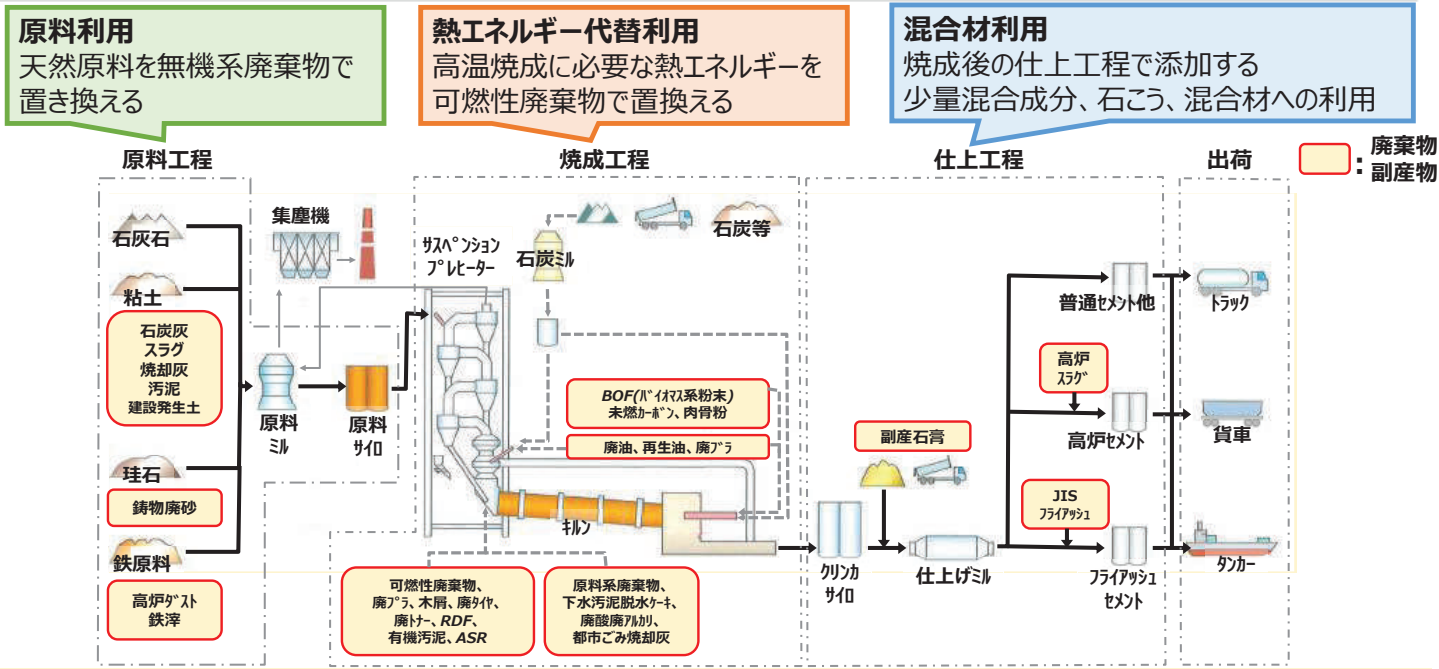 原料利用
天然原料を無機系廃棄物で
置き換える
熱エネルギー代替利用
高温焼成に必要な熱エネルギーを
可燃性廃棄物で置換える
混合材利用
焼成後の仕上工程で添加する
少量混合成分、石こう、混合材への利用
：廃棄物
副産物
原料工程
焼成工程
仕上工程
出荷
石灰石
粘土
石炭灰
スラグ
焼却灰
汚泥
建設発生土
珪石
鋳物廃砂
鉄原料
高炉ﾀﾞｽﾄ
鉄滓
集塵機
原料
ﾐﾙ
原料
ｻｲﾛ
ｻｽﾍﾟﾝｼｮﾝ
ﾌﾟﾚﾋｰﾀｰ
石炭ﾐﾙ
石炭等
BOF(ﾊﾞｲｵﾏｽ系粉末)
未燃ｶｰﾎﾞﾝ、肉骨粉
廃油、再生油、廃ﾌﾟﾗ
ｷﾙﾝ
可燃性廃棄物、
廃ﾌﾟﾗ、木屑、廃ﾀｲﾔ、
廃ﾄﾅｰ、RDF、
有機汚泥、ASR
原料系廃棄物、
下水汚泥脱水ｹｰｷ、
廃酸廃ｱﾙｶﾘ、
都市ごみ焼却灰
ｸﾘﾝｶ
ｻｲﾛ
副産石膏
仕上げﾐﾙ
普通ｾﾒﾝﾄ他
高炉
ｽﾗｸﾞ
高炉ｾﾒﾝﾄ
JIS
ﾌﾗｲｱｯｼｭ
ﾌﾗｲｱｯｼｭ
ｾﾒﾝﾄ
ﾄﾗｯｸ
貨車
ﾀﾝｶｰ